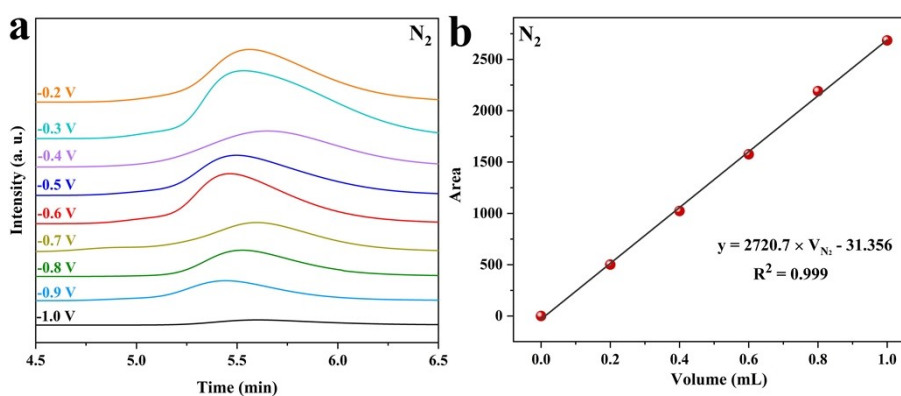 a
N₂
-0.2 V
-0.3 V
-0.4 V
-0.5 V
-0.6 V
-0.7 V
-0.8 V
-0.9 V
-1.0 V
Intensity (a. u.)
4.5 5.0 5.5 6.0 6.5
Time (min)
b
N₂
2500
2000
1500
1000
500
0
Area
y = 2720.7 × V_N₂ - 31.356
R² = 0.999
0.0 0.2 0.4 0.6 0.8 1.0
Volume (mL)